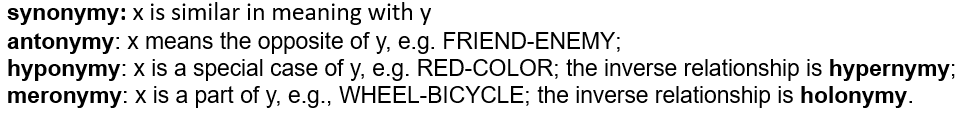 synonymy: x is similar in meaning with y
antonymy: x means the opposite of y, e.g. FRIEND-ENEMY;
hyponymy: x is a special case of y, e.g. RED-COLOR; the inverse relationship is hypernymy;
meronymy: x is a part of y, e.g., WHEEL-BICYCLE; the inverse relationship is holonymy.